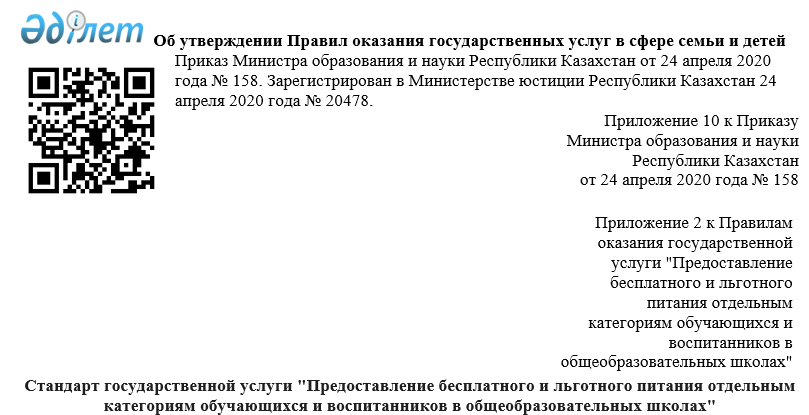 Әділет
Об утверждении Правил оказания государственных услуг в сфере семьи и детей
Приказ Министра образования и науки Республики Казахстан от 24 апреля 2020
года № 158. Зарегистрирован в Министерстве юстиции Республики Казахстан 24
апреля 2020 года № 20478.
Приложение 10 к Приказу
Министра образования и науки
Республики Казахстан
от 24 апреля 2020 года № 158
Приложение 2 к Правилам
оказания государственной
услуги "Предоставление
бесплатного и льготного
питания отдельным
категориям обучающихся и
воспитанников в
общеобразовательных школах"
Стандарт государственной услуги "Предоставление бесплатного и льготного питания отдельным
категориям обучающихся и воспитанников в общеобразовательных школах"